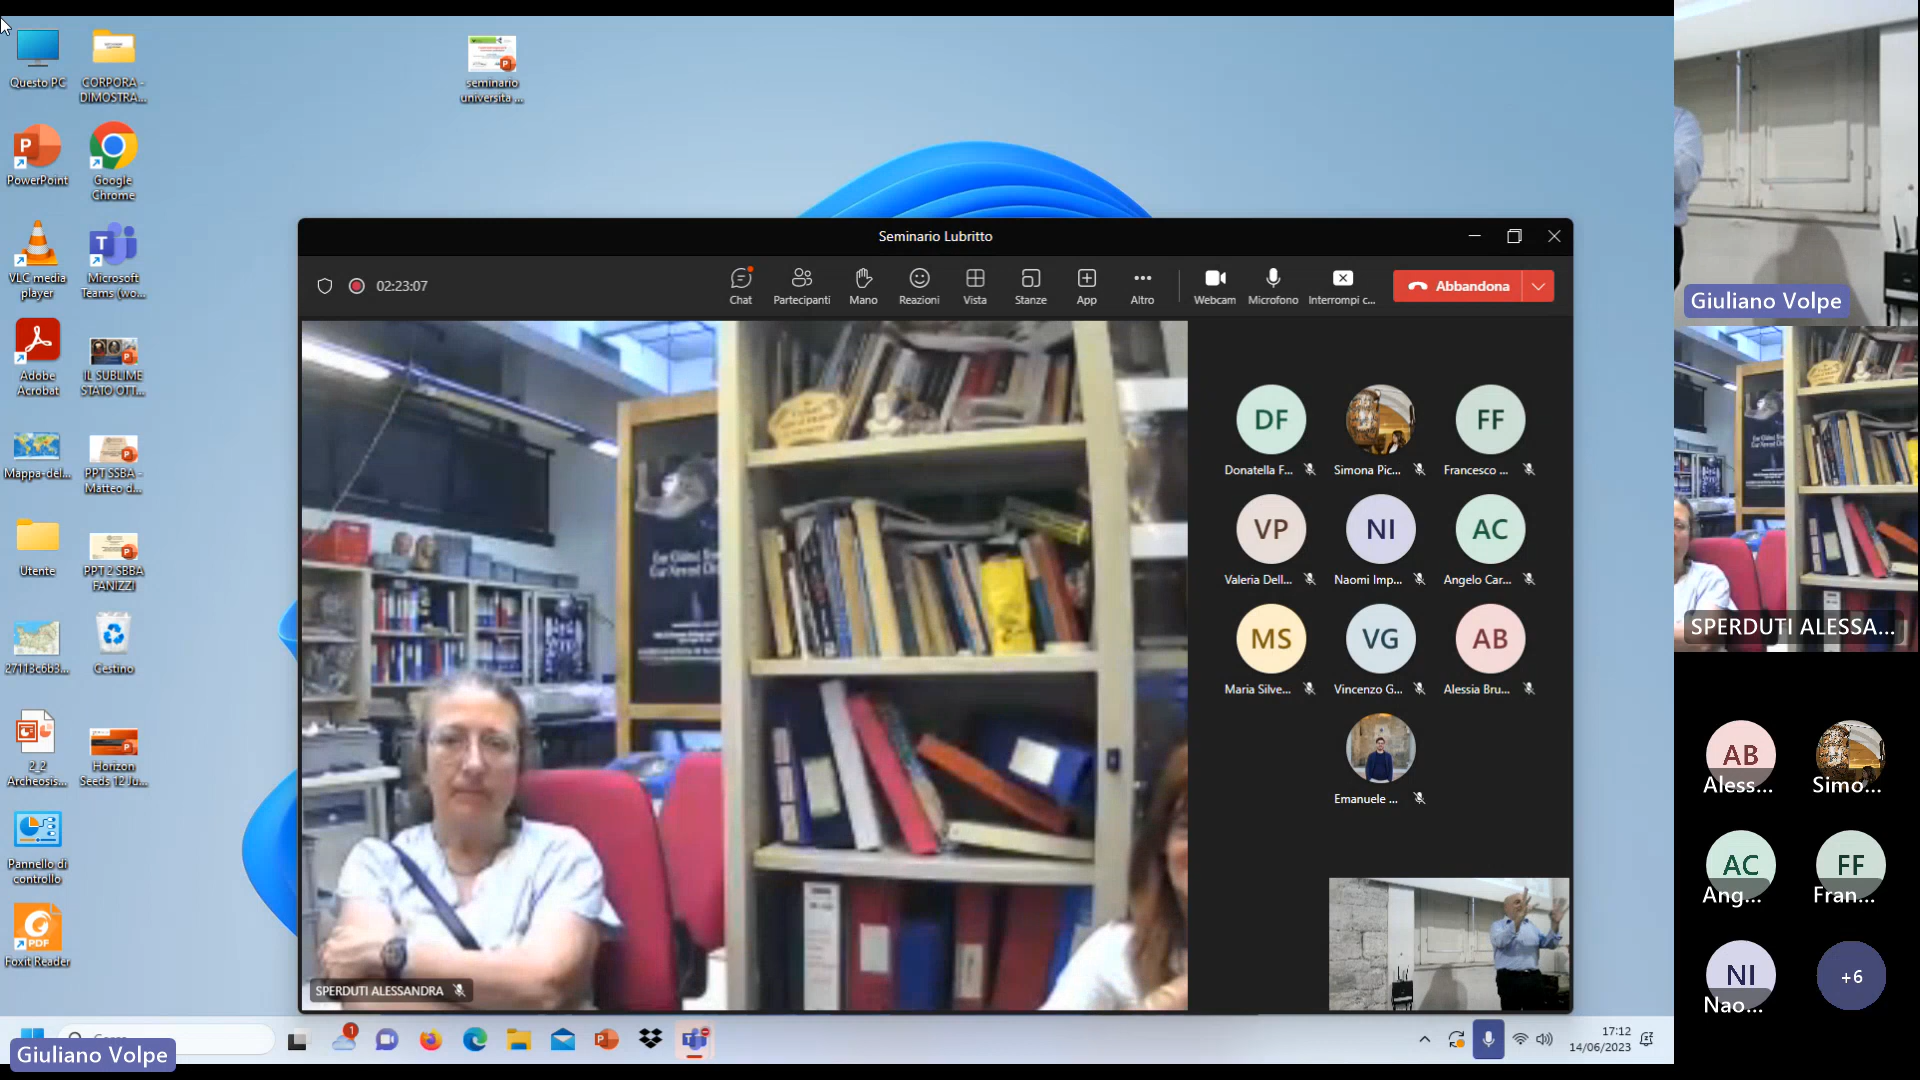 Questo PC
CORPORA -
DIMOSTRA...
seminario
università ...
PowerPoint
Google
Chrome
VLC media
player
Microsoft
Teams (wo...
Adobe
Acrobat
IL SUBLIME
STATO OTT...
Mappa-del...
PPT SSBA -
Matteo d...
Utente
PPT 2 SBBA
FANIZZI
27f13c6b3...
Cestino
2_2
Archeosis...
Horizon
Seeds 12 Ju...
Pannello di
controllo
Foxit Reader
Seminario Lubritto
02:23:07
Chat
Partecipanti
Mano
Reazioni
Vista
Stanze
App
Altro
Webcam
Microfono
Interrompi c...
Abbandona
DF
FF
Donatella F...
Simona Pic...
Francesco ...
VP
NI
AC
Valeria Dell...
Naomi Imp...
Angelo Car...
MS
VG
AB
Maria Silve...
Vincenzo G...
Alessia Bru...
Emanuele ...
SPERDUTI ALESSANDRA
Giuliano Volpe
SPERDUTI ALESSA...
AB
Aless...
Simo...
AC
FF
Ang...
Fran...
NI
+6
Nao...
Giuliano Volpe
1
17:12
14/06/2023